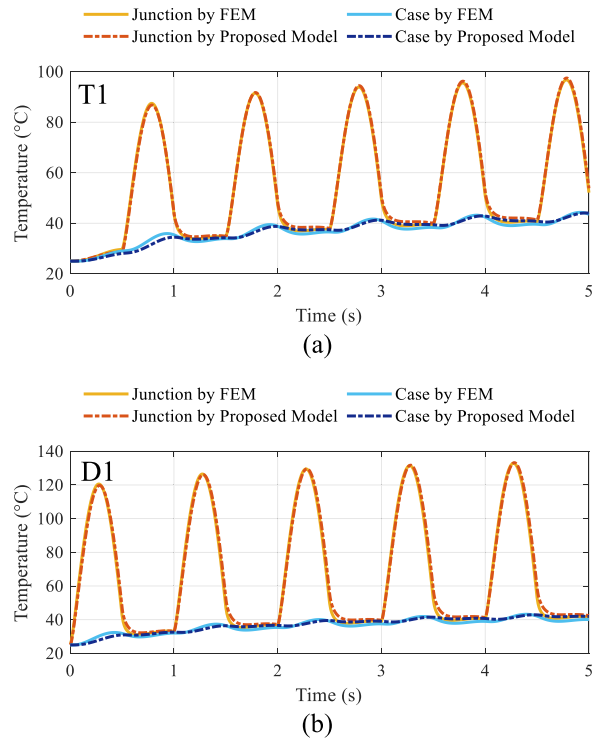 Junction by FEM Case by FEM
Junction by Proposed Model Case by Proposed Model
T1
Temperature (°C)
100
80
60
40
20
0 1 2 3 4 5
Time (s)
(a)
Junction by FEM Case by FEM
Junction by Proposed Model Case by Proposed Model
D1
Temperature (°C)
140
120
100
80
60
40
20
0 1 2 3 4 5
Time (s)
(b)